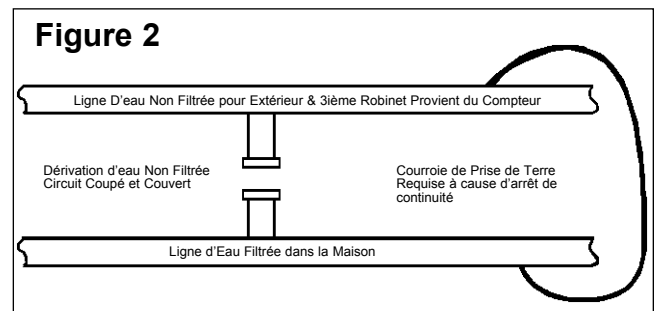 Figure 2
Ligne D'eau Non Filtrée pour Extérieur & 3ième Robinet Provient du Compteur
Dérivation d'eau Non Filtrée
Circuit Coupé et Couvert
Courroie de Prise de Terre
Requise à cause d'arrêt de
continuité
Ligne d'Eau Filtrée dans la Maison